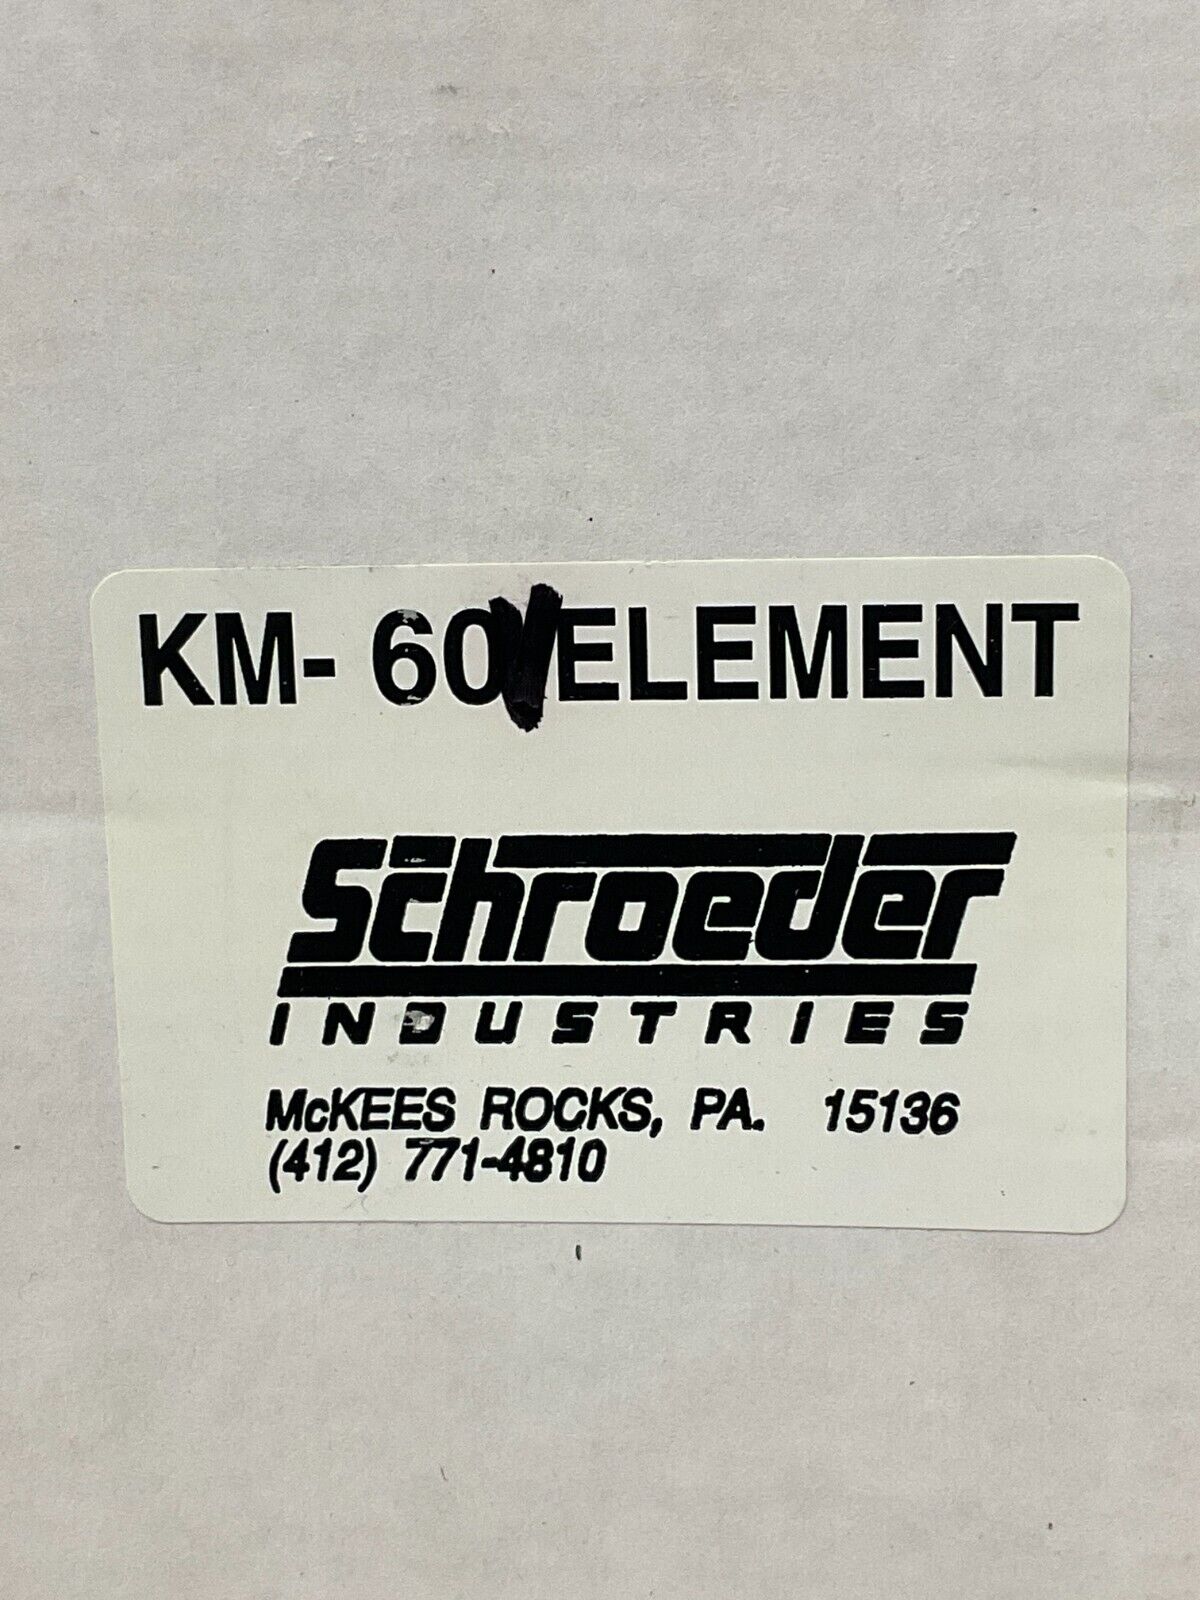 KM- 60 ELEMENT
Schroeder
INDUSTRIES
McKEES ROCKS, PA. 15136
(412) 771-4810